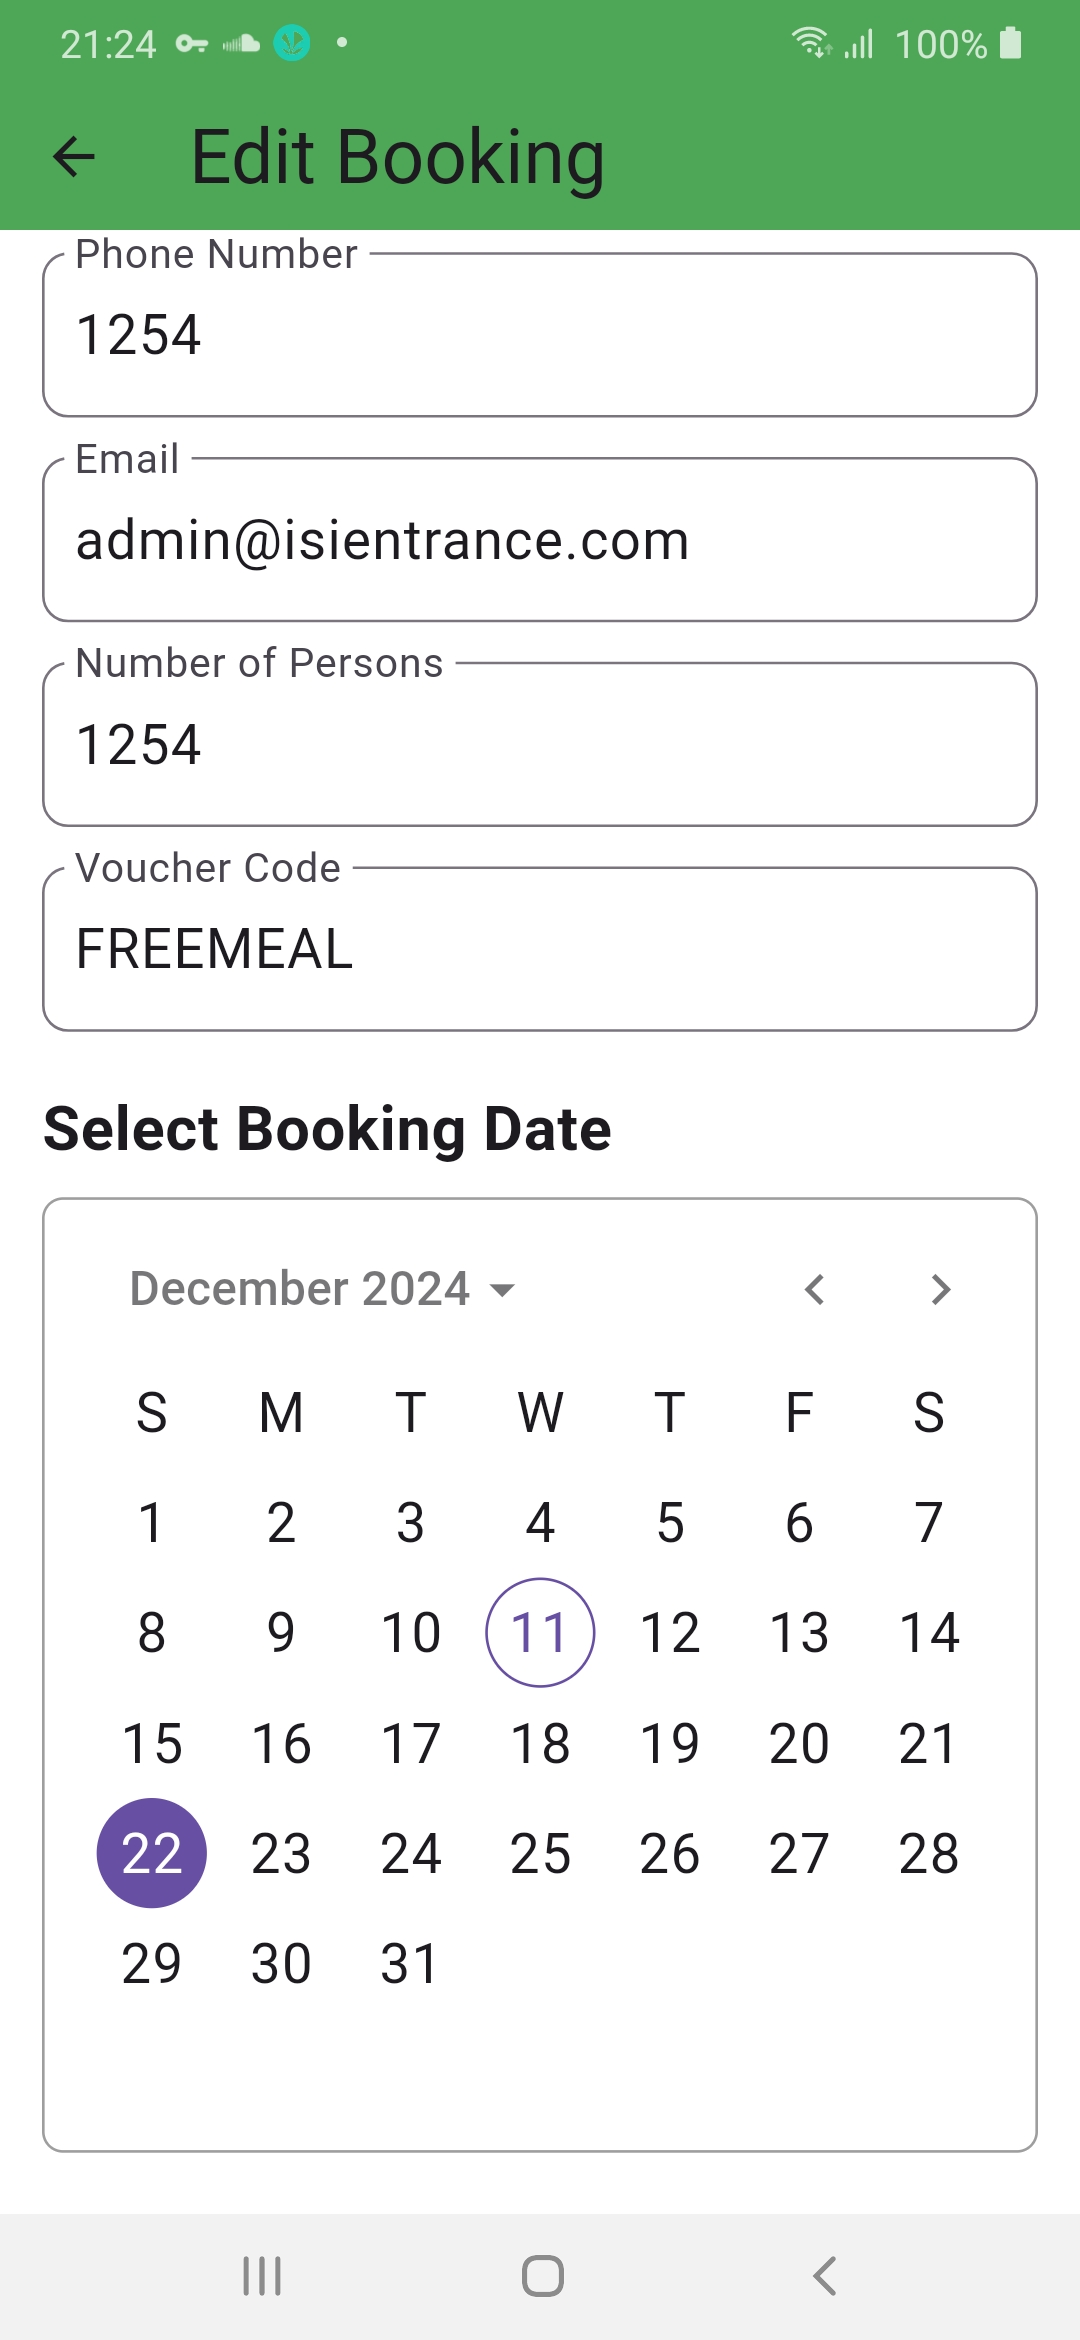 21:24 100%
Edit Booking
Phone Number
1254
Email
admin@isientrance.com
Number of Persons
1254
Voucher Code
FREEMEAL
Select Booking Date
December 2024
S M T W T F S
1 2 3 4 5 6 7
8 9 10 11 12 13 14
15 16 17 18 19 20 21
22 23 24 25 26 27 28
29 30 31